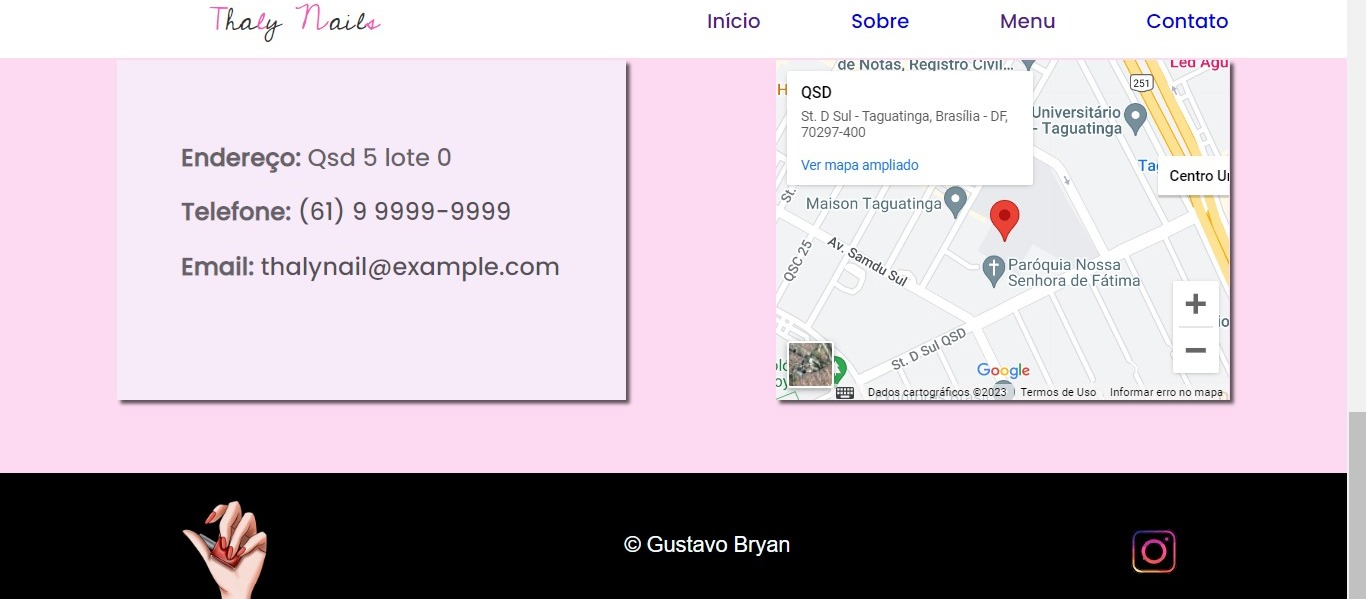 Thaly Nails
Início
Sobre
Menu
Contato
Endereço: Qsd 5 lote 0
Telefone: (61) 9 9999-9999
Email: thalynail@example.com
de Notas, Registro Civil...
QSD
St. D Sul - Taguatinga, Brasília - DF,
70297-400
Ver mapa ampliado
251
Universitário
- Taguatinga
Centro
Maison Taguatinga
Av. Samdu Sul
QSC 25
Paróquia Nossa
Senhora de Fátima
St. D Sul QSD
Google
Dados cartográficos ©2023
Termos de Uso
Informar erro no mapa
© Gustavo Bryan